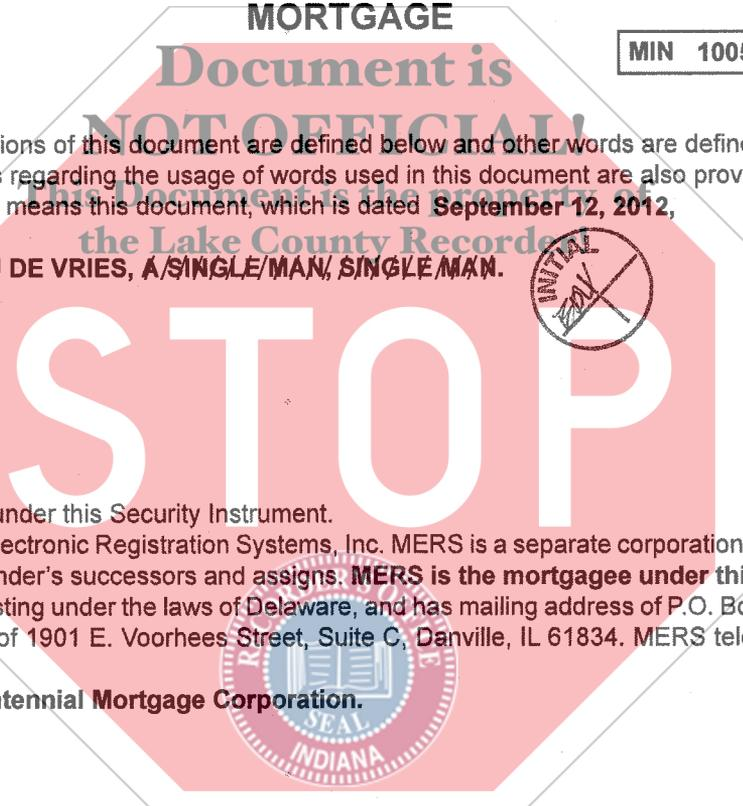 MORTGAGE
MIN 1005
Document is
NOT OFFICIAL!
ions of this document are defined below and other words are define
s regarding the usage of words used in this document are also prov
This Document is the property of
means this document, which is dated September 12, 2012,
the Lake County Recorder!
DE VRIES, A SINGLE MAN, SINGLE MAN.
INITIAL
STOP
under this Security Instrument.
lectronic Registration Systems, Inc. MERS is a separate corporation
nder's successors and assigns. MERS is the mortgagee under thi
sting under the laws of Delaware, and has mailing address of P.O. Bo
of 1901 E. Voorhees Street, Suite C, Danville, IL 61834. MERS tele
ntennial Mortgage Corporation.
RECORDER'S OFFICE
SEAL
INDIANA